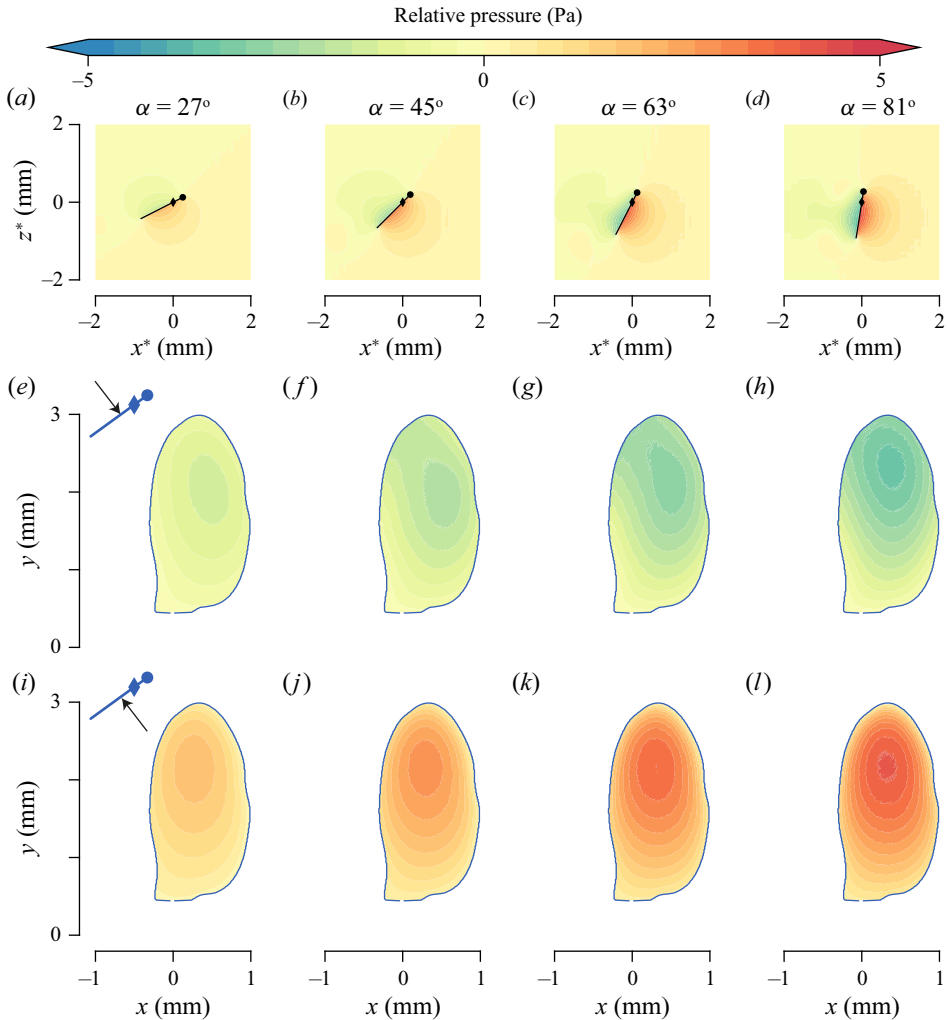 Relative pressure (Pa)
–5 0 5
(a) (b) (c) (d)
α = 27° α = 45° α = 63° α = 81°
2
0
–2
z* (mm)
–2 0 2 –2 0 2 –2 0 2 –2 0 2
x* (mm) x* (mm) x* (mm) x* (mm)
(e) (f) (g) (h)
3
y (mm)
0
(i) (j) (k) (l)
3
y (mm)
0
–1 0 1 –1 0 1 –1 0 1 –1 0 1
x (mm) x (mm) x (mm) x (mm)